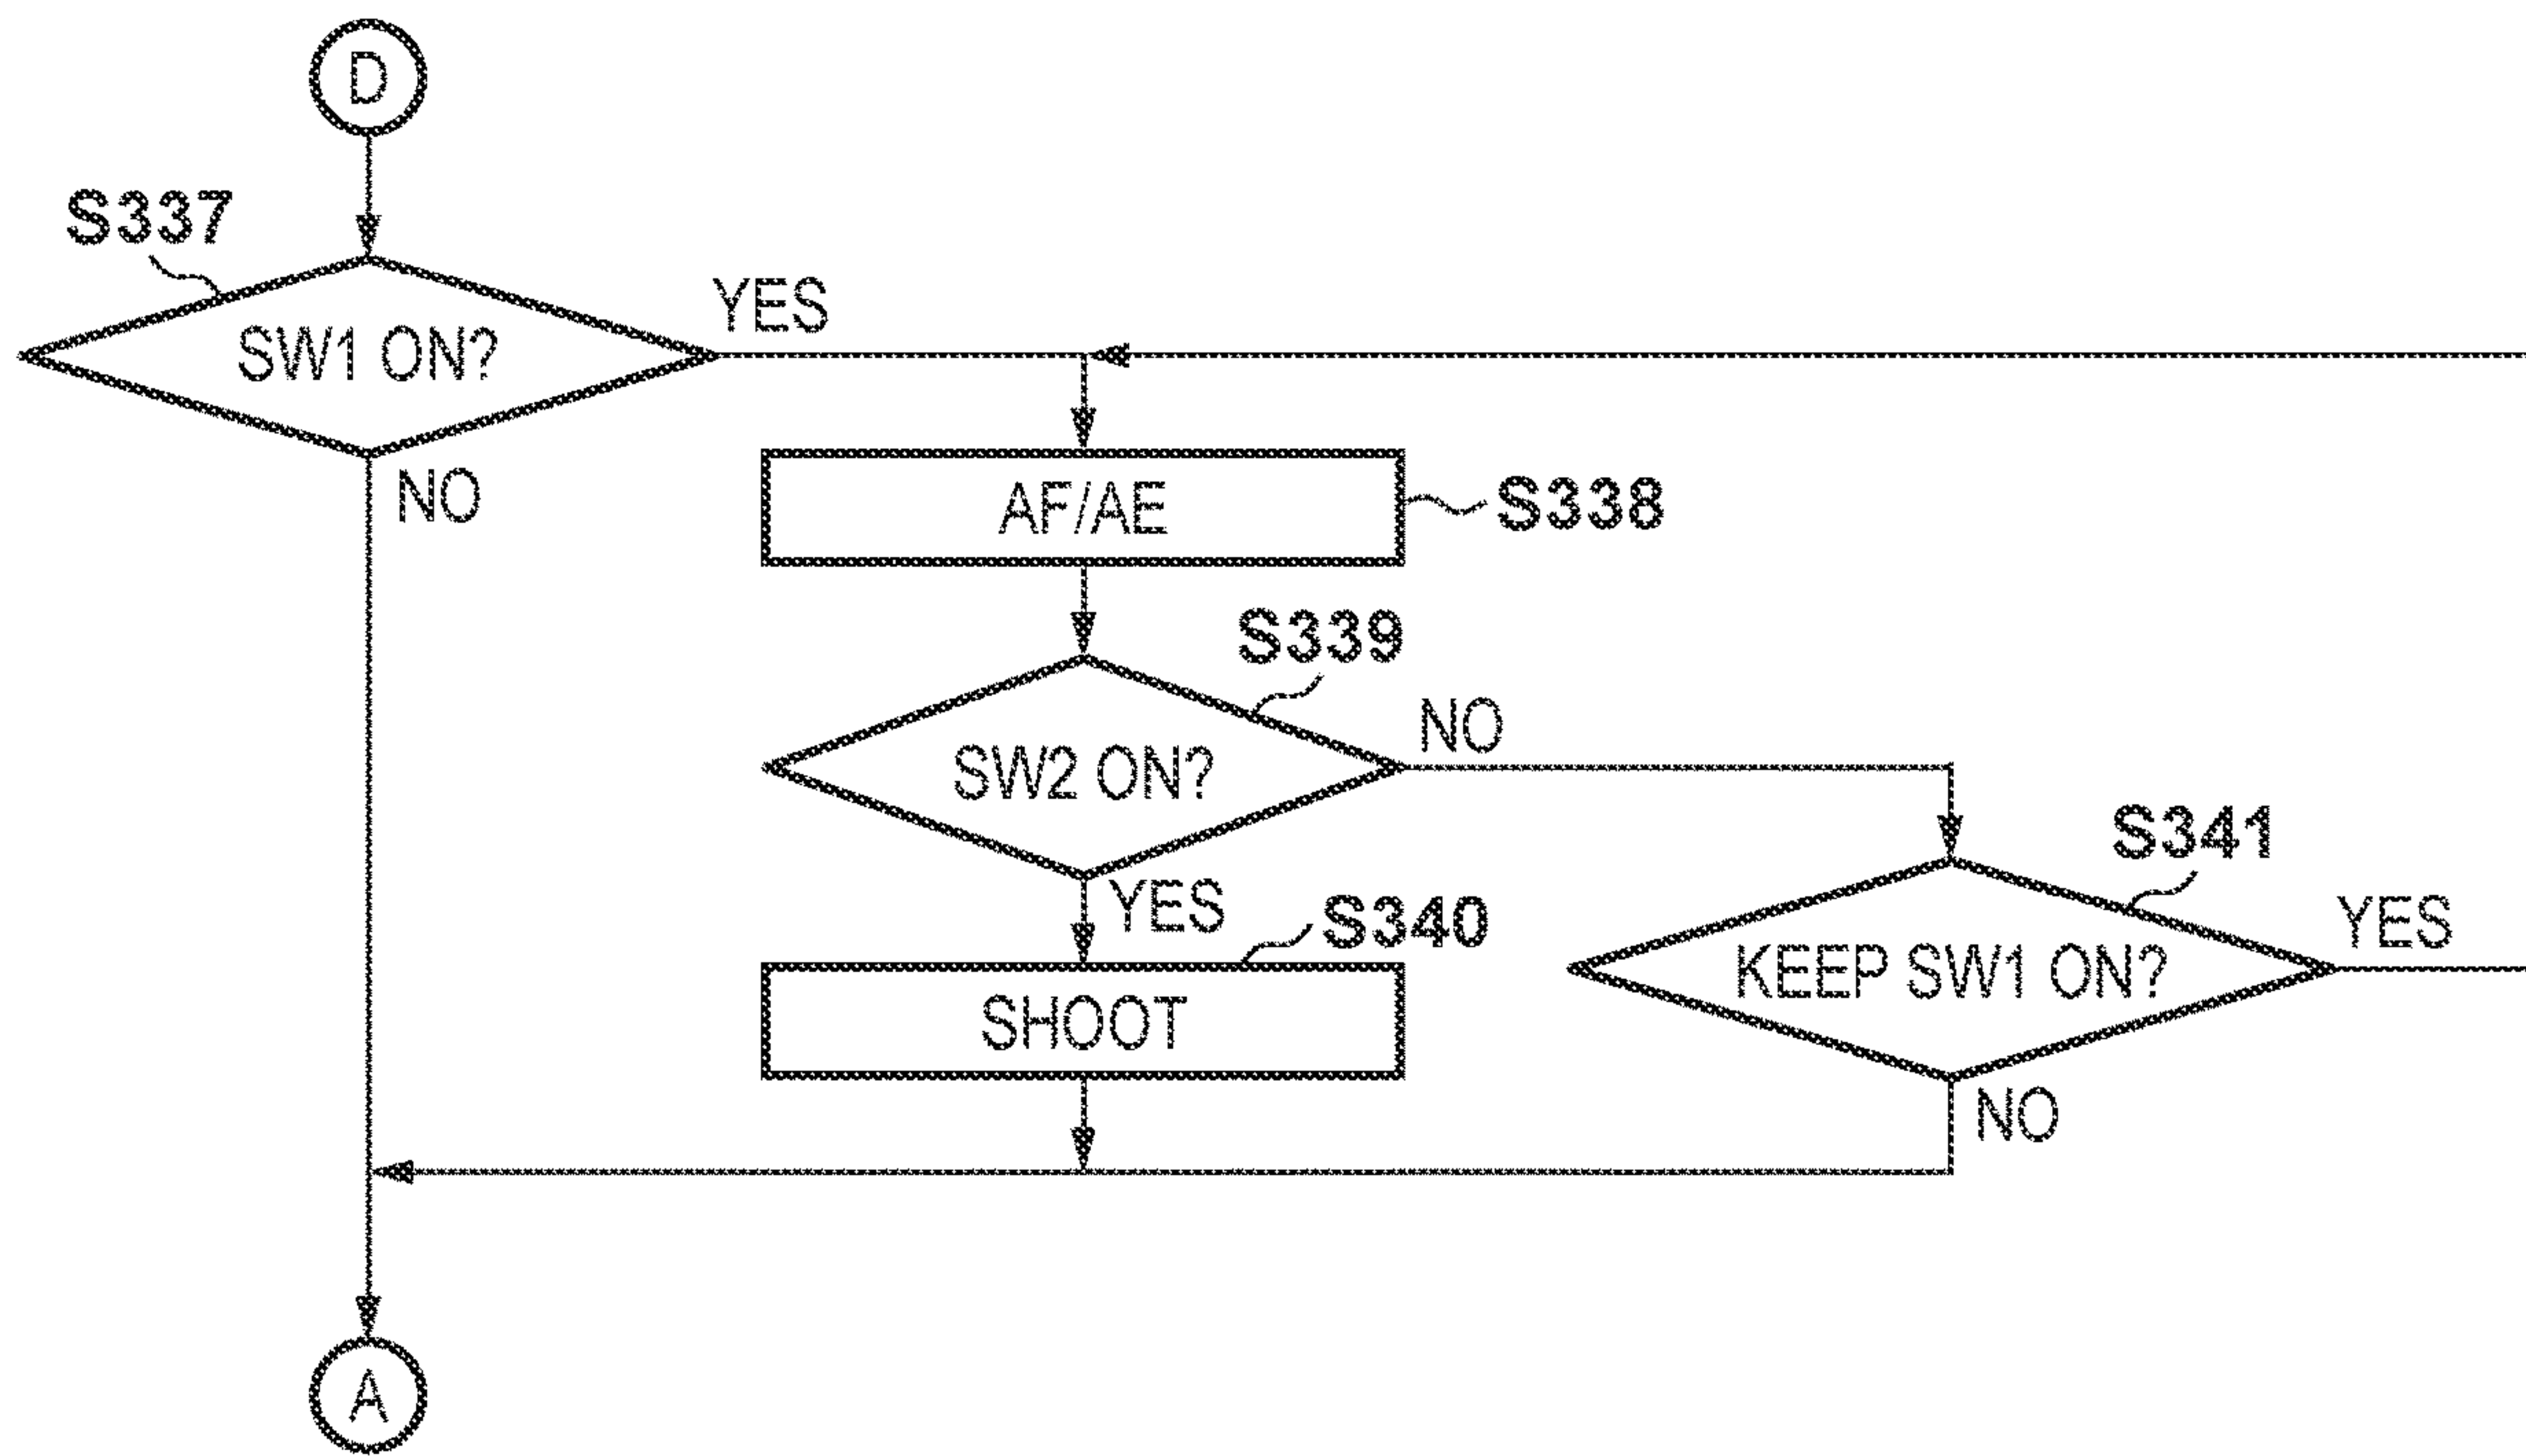 D
S337
YES
SW1 ON?
NO
AF/AE
S338
S339
NO
SW2 ON?
S341
YES
S340
YES
KEEP SW1 ON?
SHOOT
NO
A